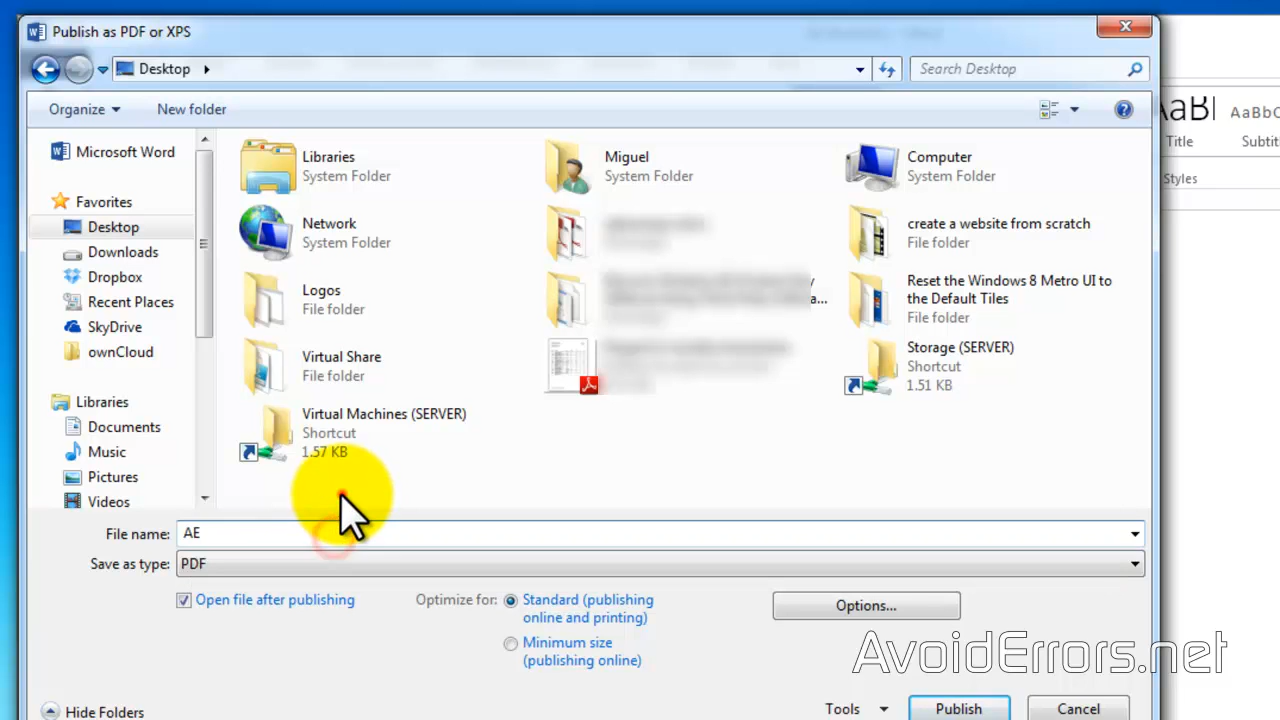 Publish as PDF or XPS
Desktop
Search Desktop
Organize
New folder
Microsoft Word
Favorites
Desktop
Downloads
Dropbox
Recent Places
SkyDrive
ownCloud
Libraries
Documents
Music
Pictures
Videos
Libraries
System Folder
Miguel
System Folder
Computer
System Folder
Network
System Folder
create a website from scratch
File folder
Logos
File folder
Reset the Windows 8 Metro UI to
the Default Tiles
File folder
Virtual Share
File folder
Storage (SERVER)
Shortcut
1.51 KB
Virtual Machines (SERVER)
Shortcut
1.57 KB
AaBbC
Title
Styles
File name: AE
Save as type: PDF
Open file after publishing
Optimize for:
Standard (publishing
online and printing)
Minimum size
(publishing online)
Options...
AvoidErrors.net
Hide Folders
Tools
Publish
Cancel